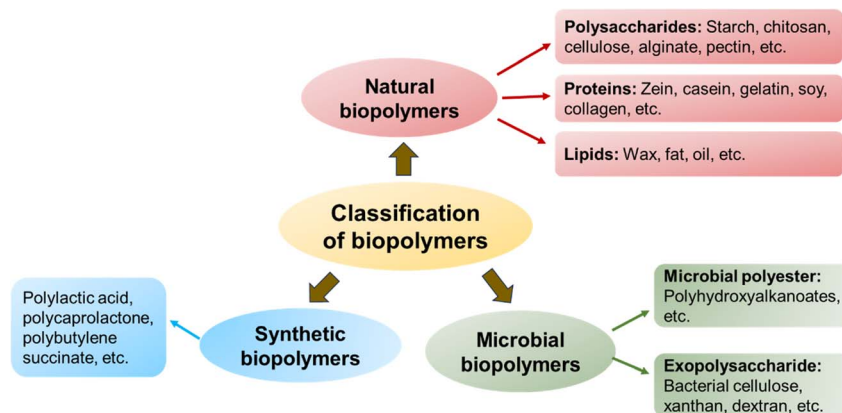 Polysaccharides: Starch, chitosan,
cellulose, alginate, pectin, etc.
Natural
biopolymers
Proteins: Zein, casein, gelatin, soy,
collagen, etc.
Lipids: Wax, fat, oil, etc.
Classification
of biopolymers
Polylactic acid,
polycaprolactone,
polybutylene
succinate, etc.
Synthetic
biopolymers
Microbial
biopolymers
Microbial polyester:
Polyhydroxyalkanoates,
etc.
Exopolysaccharide:
Bacterial cellulose,
xanthan, dextran, etc.